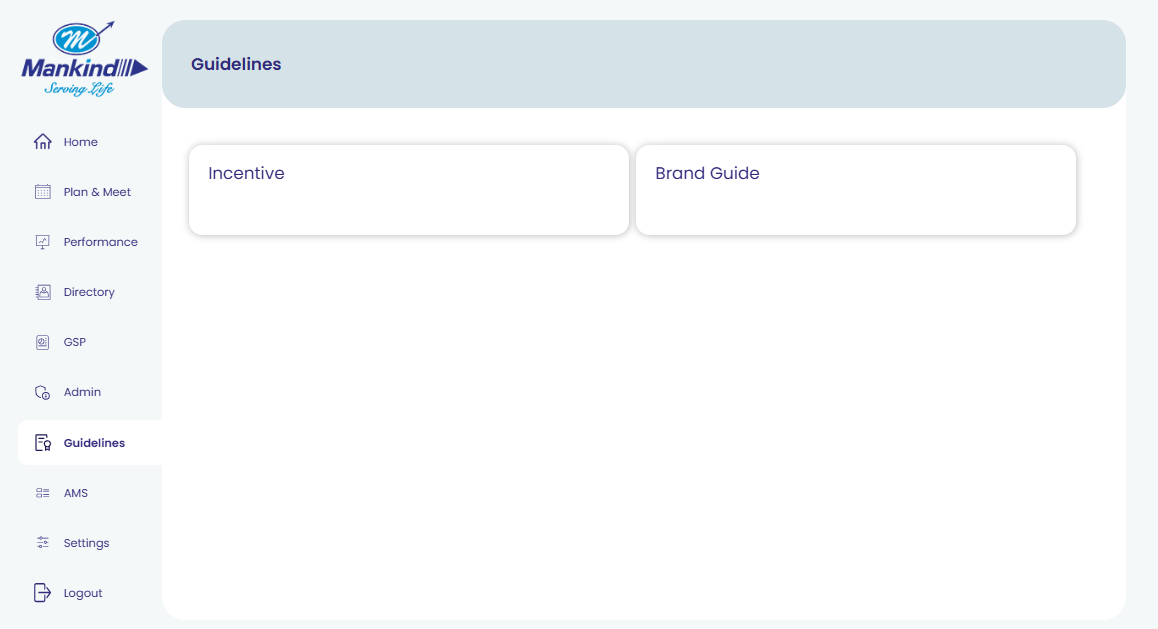 Mankind
Serving Life
Guidelines
Incentive
Brand Guide
Home
Plan & Meet
Performance
Directory
GSP
Admin
Guidelines
AMS
Settings
Logout